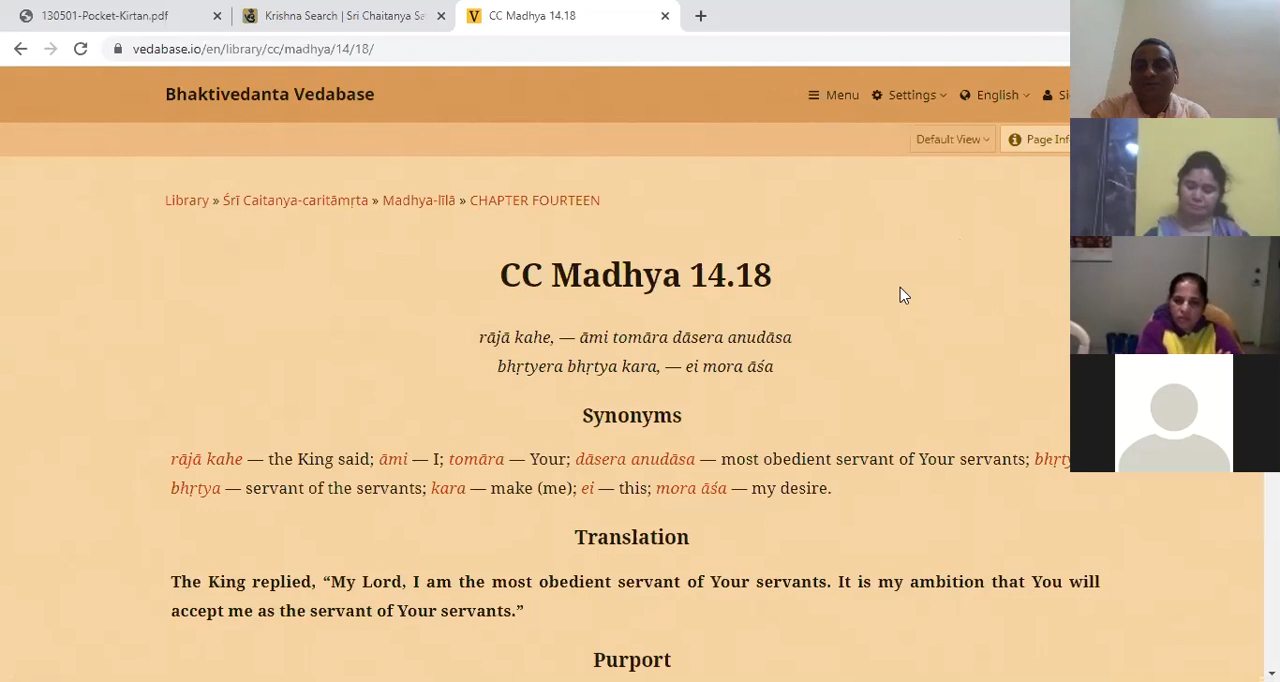 130501-Pocket-Kirtan.pdf
Krishna Search | Sri Chaitanya Sa
CC Madhya 14.18
vedabase.io/en/library/cc/madhya/14/18/
Bhaktivedanta Vedabase
Menu Settings English
Default View Page Inf
Library » Śrī Caitanya-caritāmṛta » Madhya-līlā » CHAPTER FOURTEEN
CC Madhya 14.18
rājā kahe, — āmi tomāra dāsera anudāsa
bhṛtyera bhṛtya kara, — ei mora āśa
Synonyms
rājā kahe — the King said; āmi — I; tomāra — Your; dāsera anudāsa — most obedient servant of Your servants;
bhṛtya — servant of the servants; kara — make (me); ei — this; mora āśa — my desire.
Translation
The King replied, “My Lord, I am the most obedient servant of Your servants. It is my ambition that You will
accept me as the servant of Your servants.”
Purport